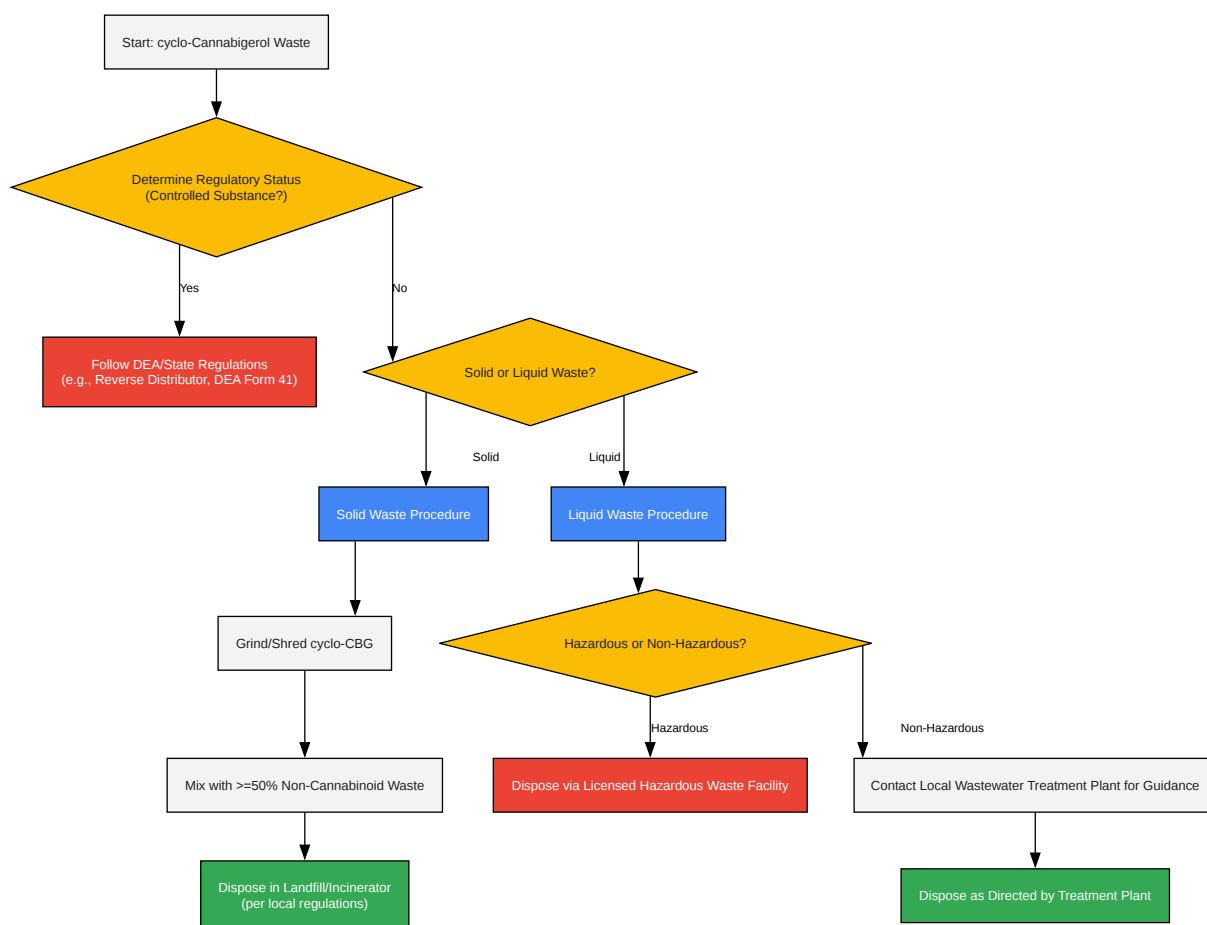 Start: cyclo-Cannabigerol Waste
Determine Regulatory Status
(Controlled Substance?)
Yes
No
Follow DEA/State Regulations
(e.g., Reverse Distributor, DEA Form 41)
Solid or Liquid Waste?
Solid
Liquid
Solid Waste Procedure
Liquid Waste Procedure
Grind/Shred cyclo-CBG
Hazardous or Non-Hazardous?
Hazardous
Non-Hazardous
Mix with >=50% Non-Cannabinoid Waste
Dispose via Licensed Hazardous Waste Facility
Contact Local Wastewater Treatment Plant for Guidance
Dispose in Landfill/Incinerator
(per local regulations)
Dispose as Directed by Treatment Plant